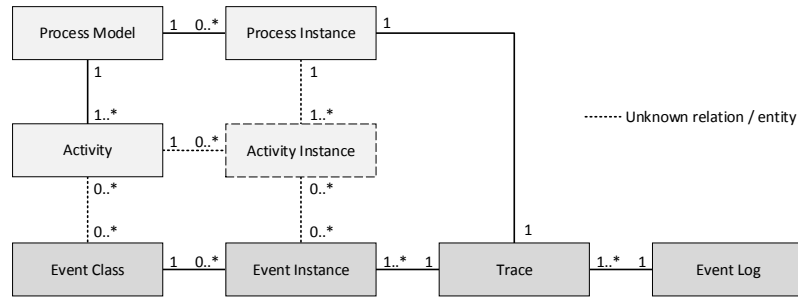 Process Model 1 0..* Process Instance 1
1 1
1..* 1..*
Unknown relation / entity
Activity 1 0..* Activity Instance
0..* 0..*
0..* 0..* 1
Event Class 1 0..* Event Instance 1..* 1 Trace 1..* 1 Event Log